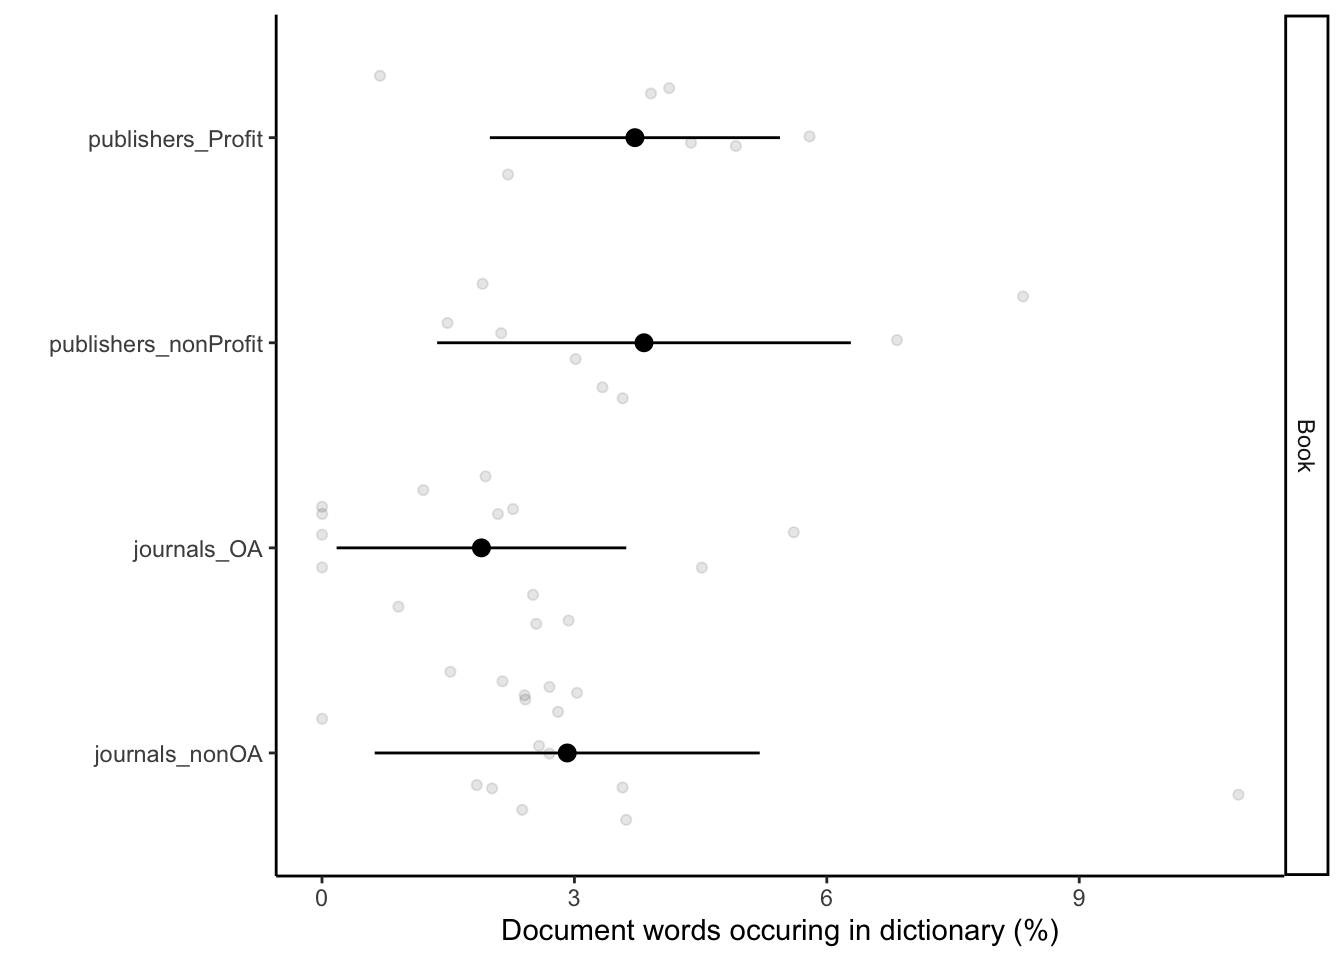 publishers_Profit
publishers_nonProfit
journals_OA
journals_nonOA
Book
0 3 6 9
Document words occuring in dictionary (%)